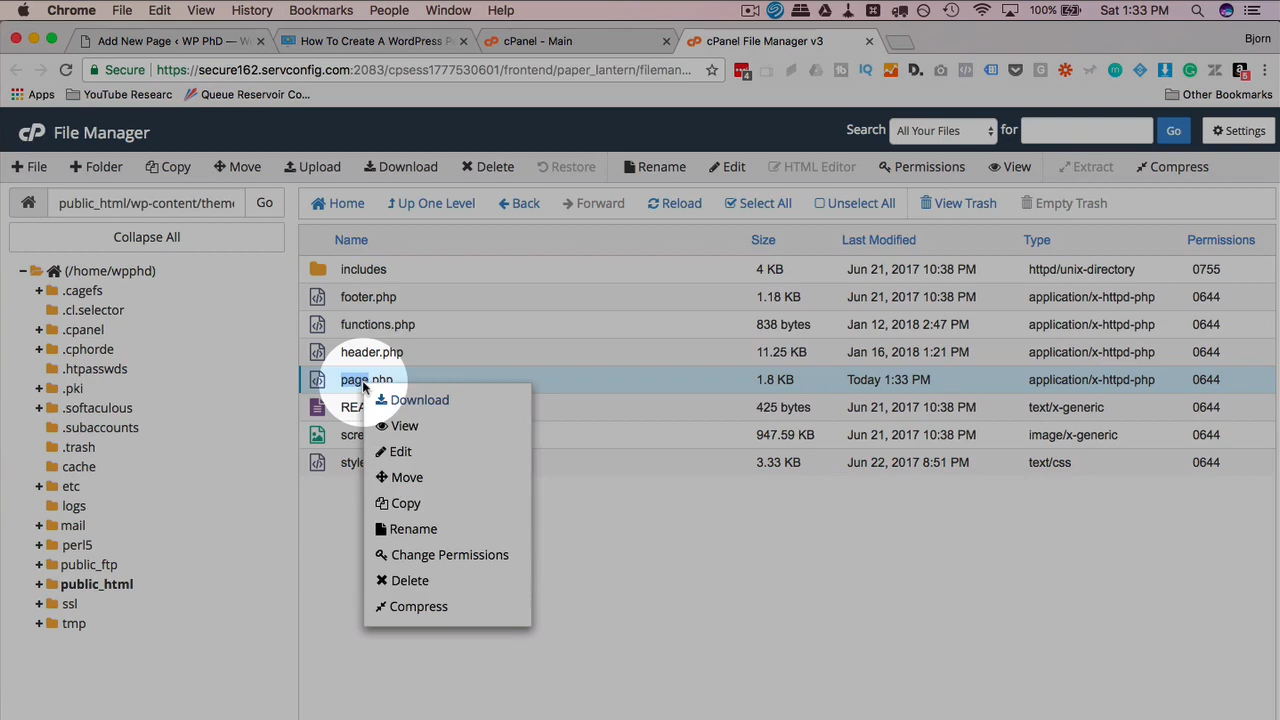 Chrome File Edit View History Bookmarks People Window Help 100% Sat 1:33 PM
Add New Page ‹ WP PhD — W
How To Create A WordPress P
cPanel - Main
cPanel File Manager v3
Bjorn
Secure https://secure162.servconfig.com:2083/cpsess1777530601/frontend/paper_lantern/fileman...
Apps YouTube Researc Queue Reservoir Co... Other Bookmarks
cP File Manager
Search All Your Files for Go Settings
File Folder Copy Move Upload Download Delete Restore Rename Edit HTML Editor Permissions View Extract Compress
public_html/wp-content/theme Go
Home Up One Level Back Forward Reload Select All Unselect All View Trash Empty Trash
Collapse All
(/home/wpphd)
.cagefs
.cl.selector
.cpanel
.cphorde
.htpasswds
.pki
.softaculous
.subaccounts
.trash
cache
etc
logs
mail
perl5
public_ftp
public_html
ssl
tmp
Name Size Last Modified Type Permissions
includes 4 KB Jun 21, 2017 10:38 PM httpd/unix-directory 0755
footer.php 1.18 KB Jun 21, 2017 10:38 PM application/x-httpd-php 0644
functions.php 838 bytes Jan 12, 2018 2:47 PM application/x-httpd-php 0644
header.php 11.25 KB Jan 16, 2018 1:21 PM application/x-httpd-php 0644
page.php 1.8 KB Today 1:33 PM application/x-httpd-php 0644
REA 425 bytes Jun 21, 2017 10:38 PM text/x-generic 0644
scre 947.59 KB Jun 21, 2017 10:38 PM image/x-generic 0644
style 3.33 KB Jun 22, 2017 8:51 PM text/css 0644
Download
View
Edit
Move
Copy
Rename
Change Permissions
Delete
Compress